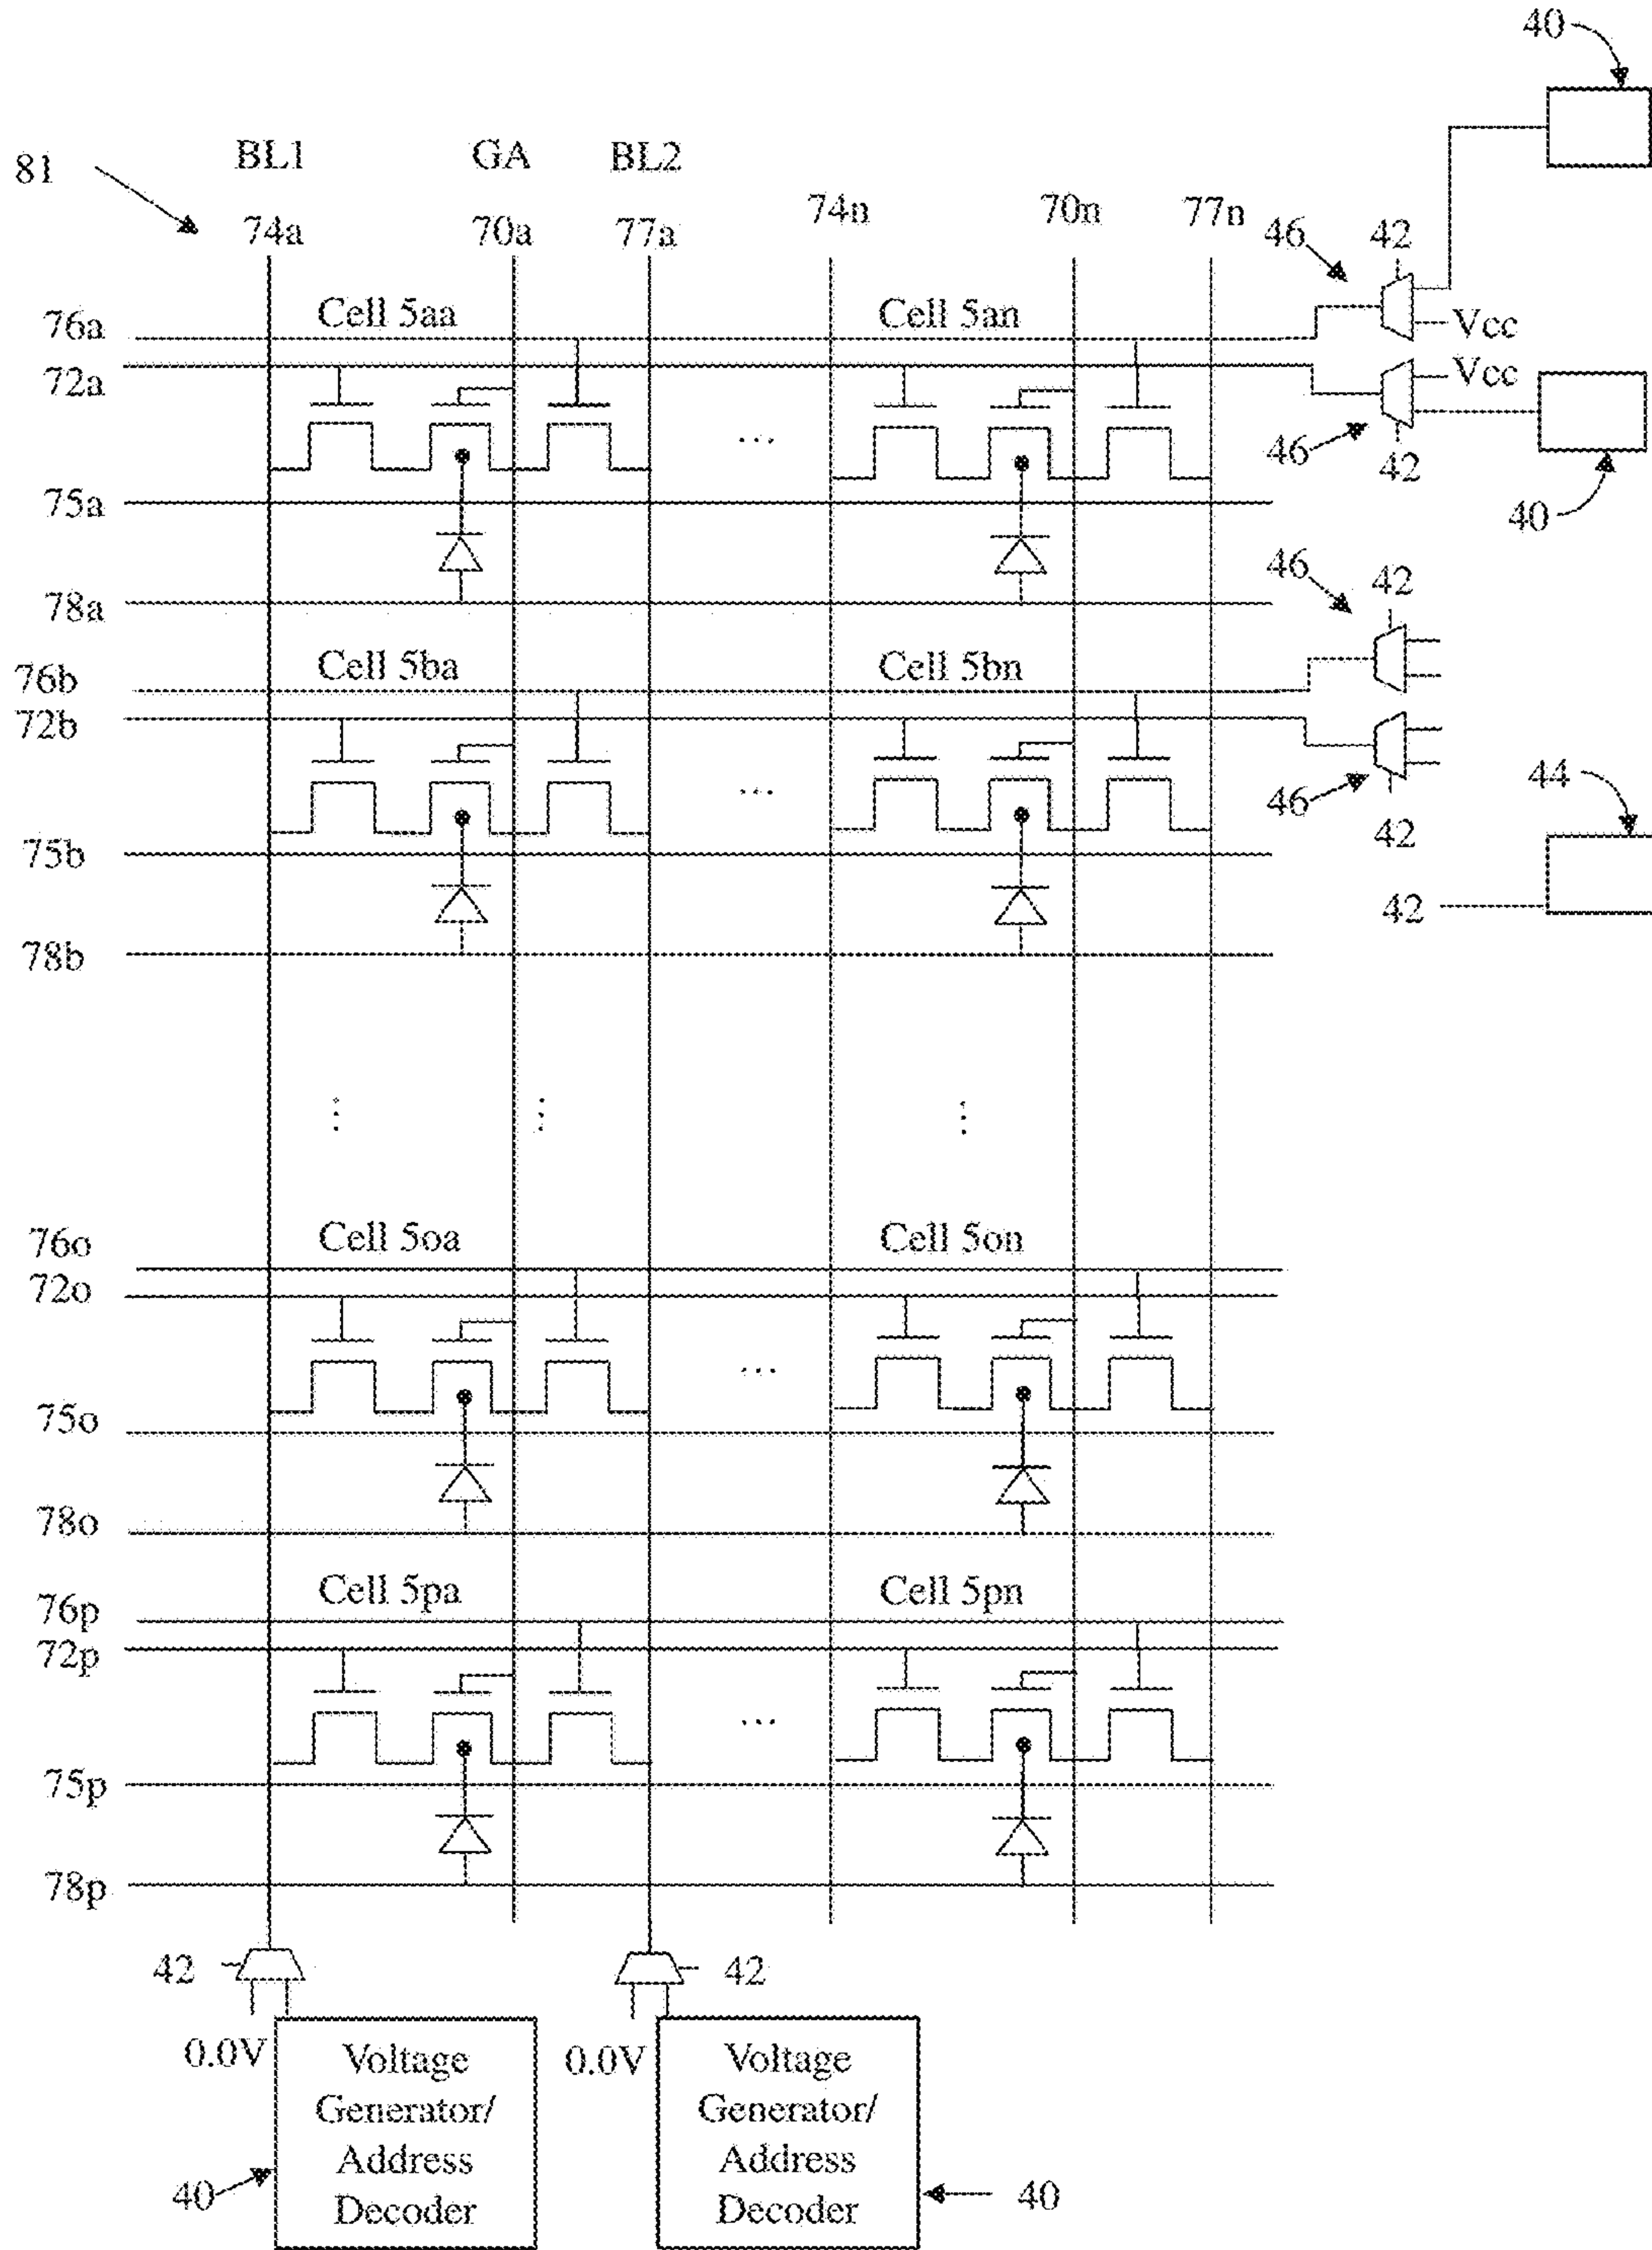 40
81
BL1 GA BL2
74a 70a 77a 74n 70n 77n
46 42
76a Cell 5aa Cell 5an Vcc
72a Vcc
46 42
75a 40
46 42
78a
76b Cell 5ba Cell 5bn
72b
46 44
75b 42
42
78b
...
76o Cell 5oa Cell 5on
72o
...
75o
78o
76p Cell 5pa Cell 5pn
72p
...
75p
78p
42 42
0.0V Voltage Generator/ Address Decoder
0.0V Voltage Generator/ Address Decoder
40 40